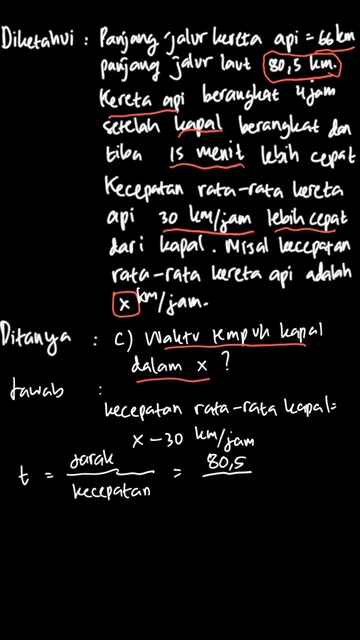 Diketahui : Panjang jalur kereta api = 66 km
panjang jalur laut 80,5 km.
Kereta api berangkat 4 jam
setelah kapal berangkat dan
tiba 15 menit lebih cepat
Kecepatan rata-rata kereta
api 30 km/jam lebih cepat
dari kapal. Misal kecepatan
rata-rata kereta api adalah
x km/jam.
Ditanya : c) Waktu tempuh kapal
dalam x ?
Jawab :
kecepatan rata-rata kapal=
x - 30 km/jam
t = Jarak / kecepatan = 80,5